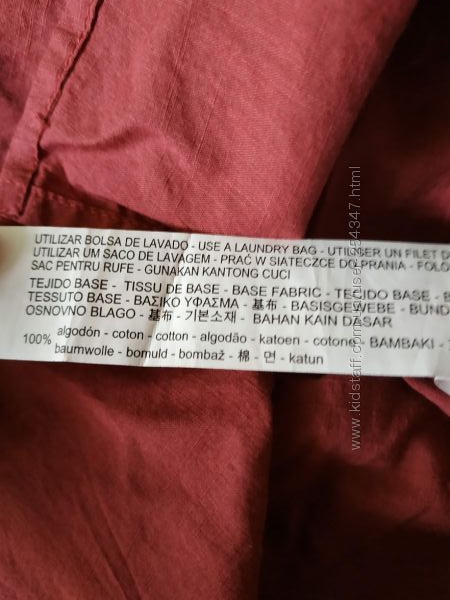 UTILIZAR BOLSA DE LAVADO - USE A LAUNDRY BAG - UTILISER UN FILET
UTILIZAR UM SACO DE LAVAGEM - PRAĆ W SIATECZCE DO PRANIA - FOLO
SAC PENTRU RUFE - GUNAKAN KANTONG CUCI
TEJIDO BASE - TISSU DE BASE - BASE FABRIC - TECIDO BASE -
TESSUTO BASE - ΒΑΣΙΚΟ ΥΦΑΣΜΑ - 基布 - BASISGEWEBE - BUND
OSNOVNO BLAGO - 基布 - 기본소재 - BAHAN KAIN DASAR
100% algodón - coton - cotton - algodão - katoen - cotone - BAMBAKI -
baumwolle - bomuld - bombaž - 棉 - 면 - katun